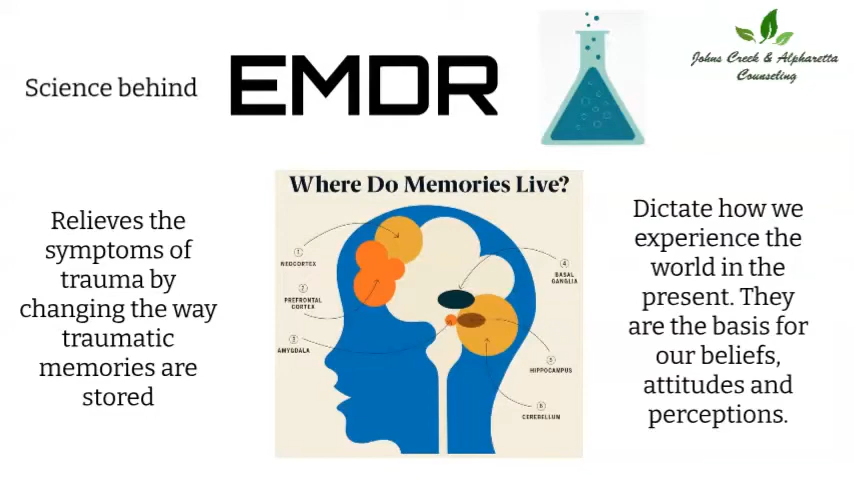 Science behind
EMDR
Johns Creek & Alpharetta
Counseling
Relieves the
symptoms of
trauma by
changing the way
traumatic
memories are
stored
Where Do Memories Live?
1
NEOCORTEX
2
PREFRONTAL
CORTEX
3
AMYGDALA
4
BASAL
GANGLIA
5
HIPPOCAMPUS
6
CEREBELLUM
Dictate how we
experience the
world in the
present. They
are the basis for
our beliefs,
attitudes and
perceptions.